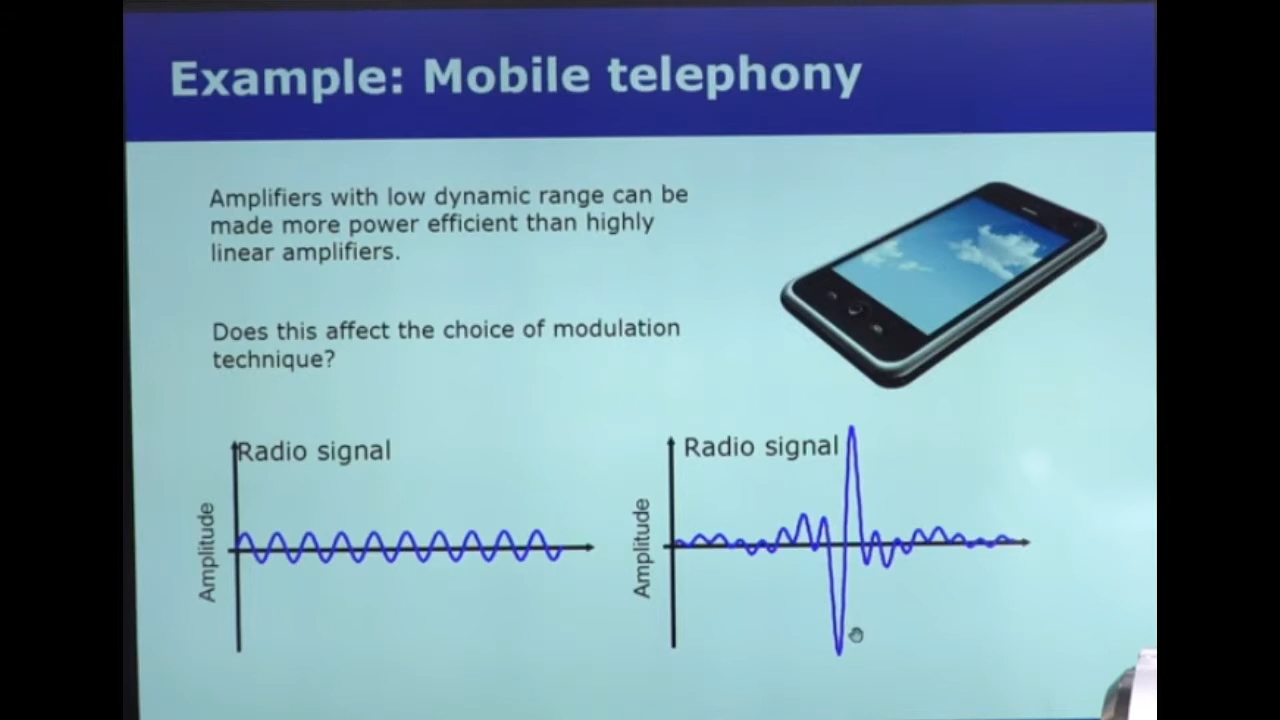 Example: Mobile telephony
Amplifiers with low dynamic range can be
made more power efficient than highly
linear amplifiers.
Does this affect the choice of modulation
technique?
Radio signal
Amplitude
Radio signal
Amplitude